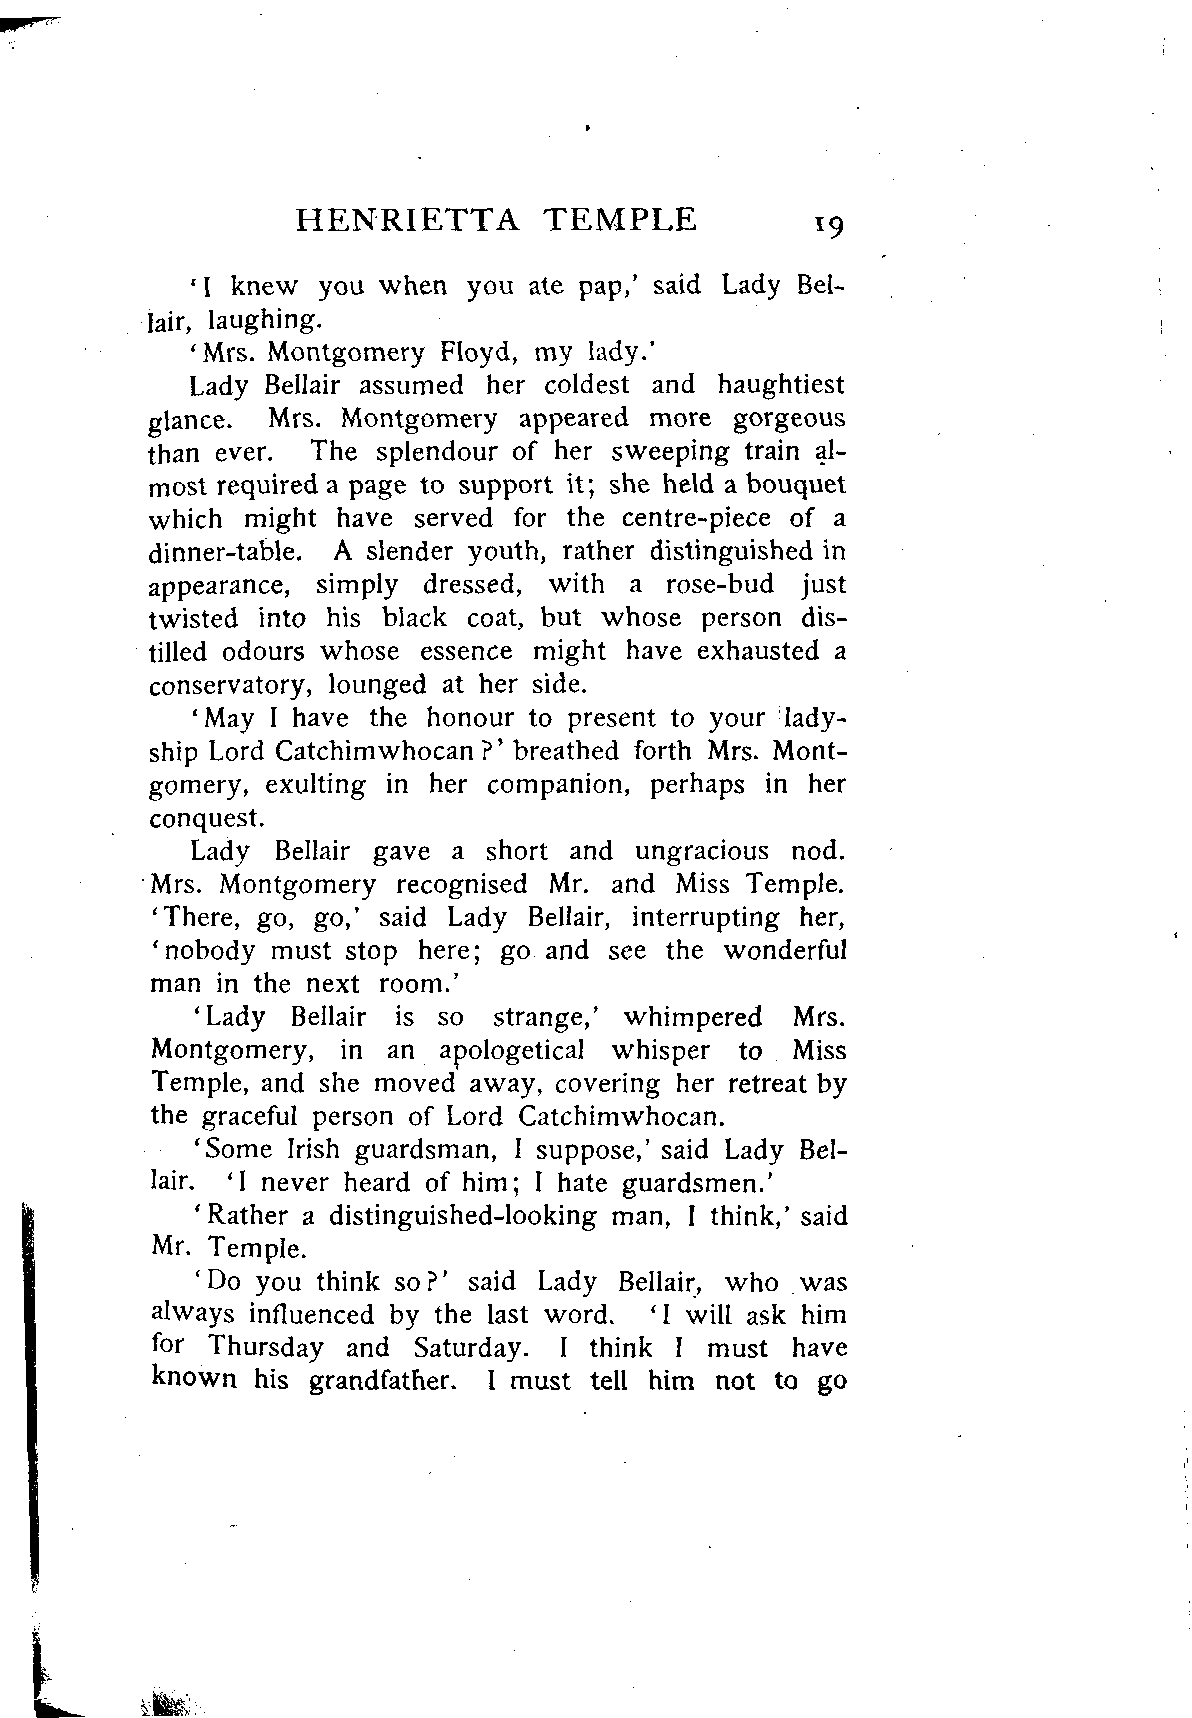 HENRIETTA TEMPLE 19
'I knew you when you ate pap,' said Lady Bel-
lair, laughing.
'Mrs. Montgomery Floyd, my lady.'
Lady Bellair assumed her coldest and haughtiest
glance. Mrs. Montgomery appeared more gorgeous
than ever. The splendour of her sweeping train al-
most required a page to support it; she held a bouquet
which might have served for the centre-piece of a
dinner-table. A slender youth, rather distinguished in
appearance, simply dressed, with a rose-bud just
twisted into his black coat, but whose person dis-
tilled odours whose essence might have exhausted a
conservatory, lounged at her side.
'May I have the honour to present to your lady-
ship Lord Catchimwhocan?' breathed forth Mrs. Mont-
gomery, exulting in her companion, perhaps in her
conquest.
Lady Bellair gave a short and ungracious nod.
Mrs. Montgomery recognised Mr. and Miss Temple.
'There, go, go,' said Lady Bellair, interrupting her,
'nobody must stop here; go and see the wonderful
man in the next room.'
'Lady Bellair is so strange,' whimpered Mrs.
Montgomery, in an apologetical whisper to Miss
Temple, and she moved away, covering her retreat by
the graceful person of Lord Catchimwhocan.
'Some Irish guardsman, I suppose,' said Lady Bel-
lair. 'I never heard of him; I hate guardsmen.'
'Rather a distinguished-looking man, I think,' said
Mr. Temple.
'Do you think so?' said Lady Bellair, who was
always influenced by the last word. 'I will ask him
for Thursday and Saturday. I think I must have
known his grandfather. I must tell him not to go